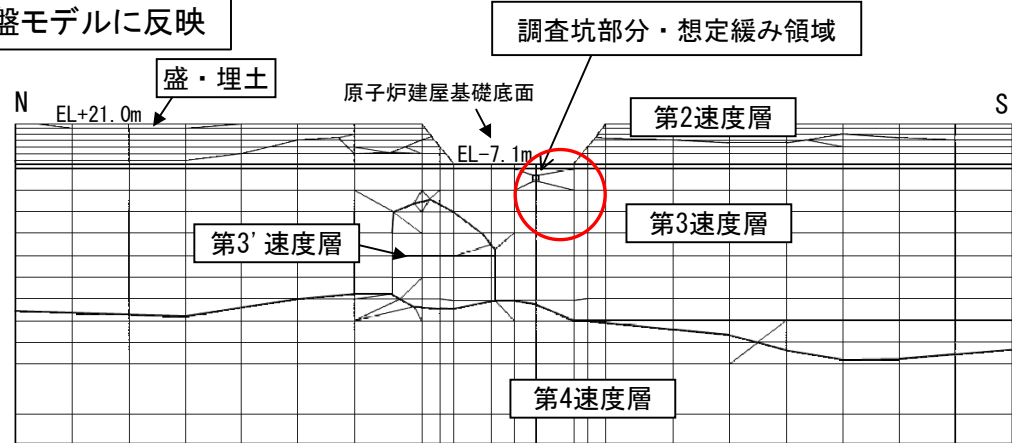 盤モデルに反映
調査坑部分・想定緩み領域
盛・埋土
原子炉建屋基礎底面
N
S
EL+21.0m
第2速度層
EL-7.1m
第3速度層
第3' 速度層
第4速度層